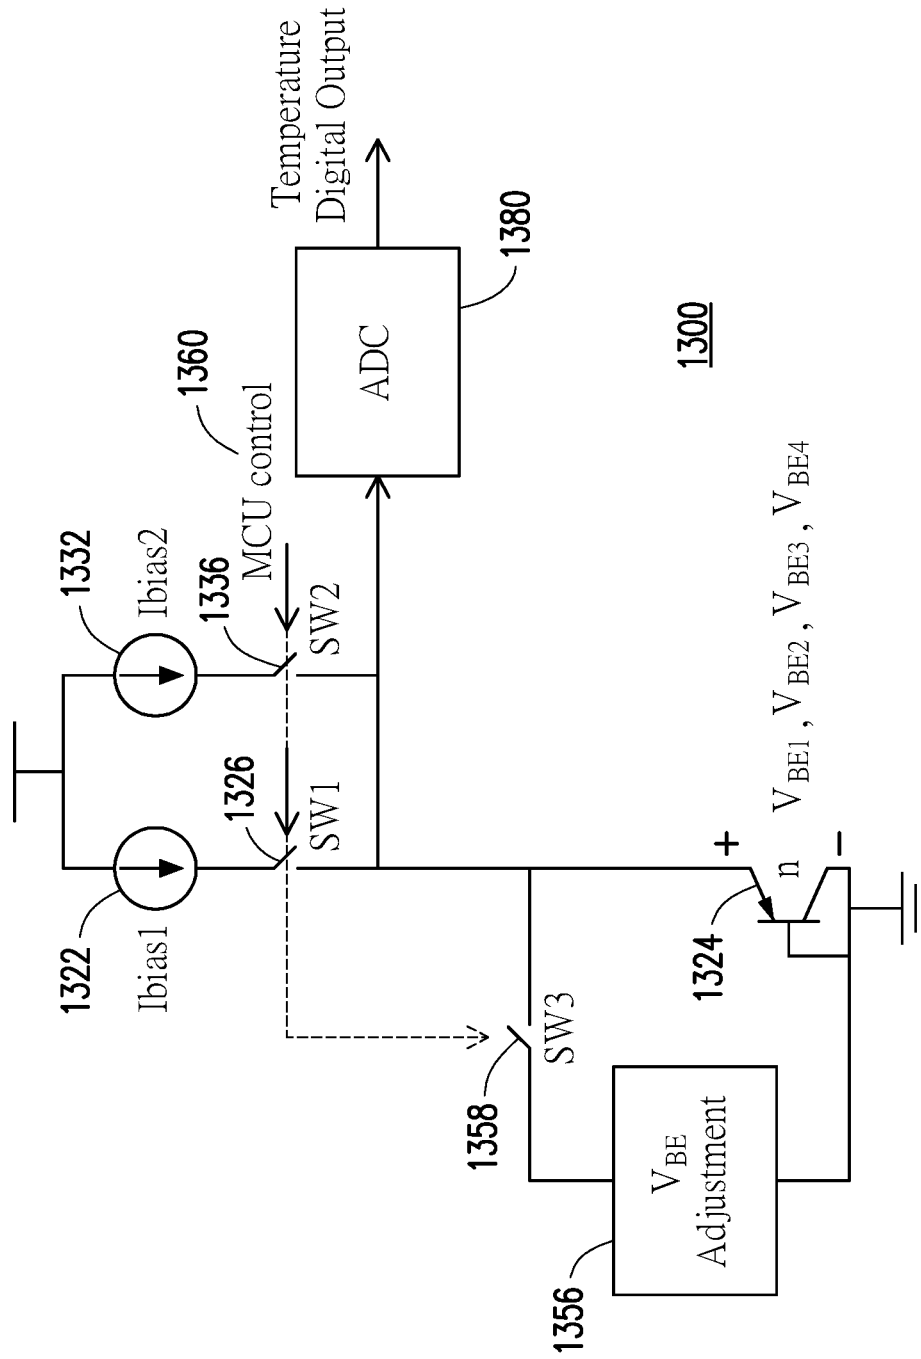 1322
Ibias1
1332
Ibias2
1326
SW1
1336
SW2
1360
MCU control
Temperature
Digital Output
ADC
1380
1358
SW3
1356
V_BE
Adjustment
1324
+
n
−
V_BE1 , V_BE2 , V_BE3 , V_BE4
1300